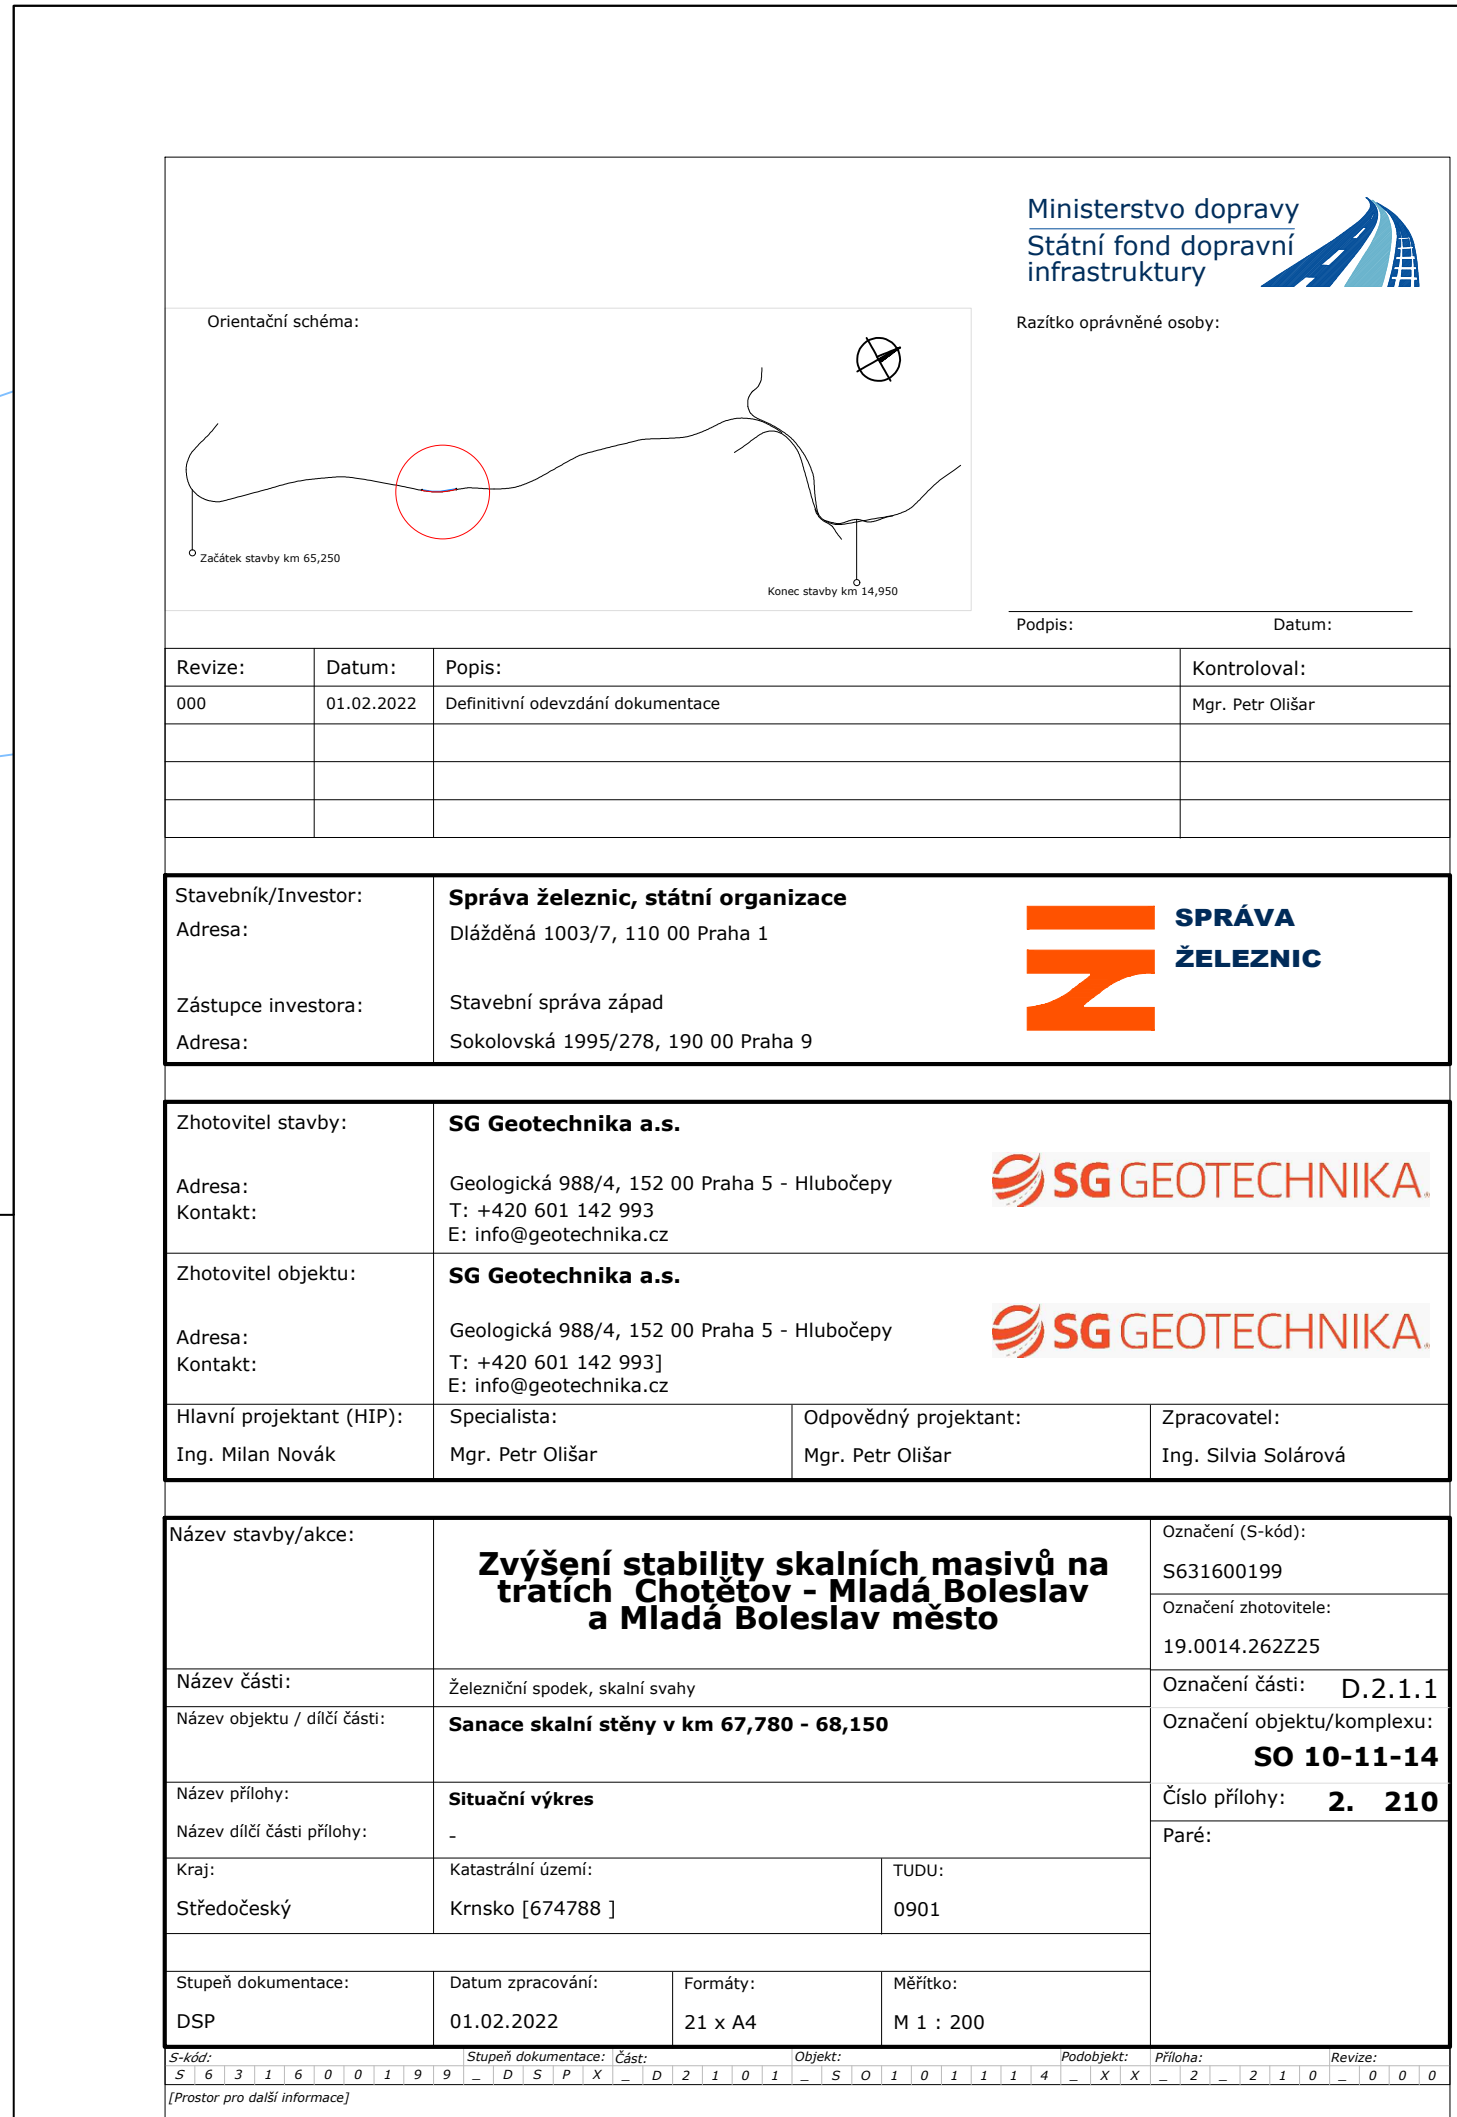 Ministerstvo dopravy
Státní fond dopravní
infrastruktury
Orientační schéma:
Razítko oprávněné osoby:
Začátek stavby km 65,250
Konec stavby km 14,950
Podpis: Datum:
Revize: Datum: Popis: Kontroloval:
000 01.02.2022 Definitivní odevzdání dokumentace Mgr. Petr Olišar
Stavebník/Investor: Správa železnic, státní organizace
Adresa: Dlážděná 1003/7, 110 00 Praha 1
SPRÁVA
ŽELEZNIC
Zástupce investora: Stavební správa západ
Adresa: Sokolovská 1995/278, 190 00 Praha 9
Zhotovitel stavby: SG Geotechnika a.s.
Adresa: Geologická 988/4, 152 00 Praha 5 - Hlubočepy
Kontakt: T: +420 601 142 993
E: info@geotechnika.cz
SG GEOTECHNIKA®
Zhotovitel objektu: SG Geotechnika a.s.
Adresa: Geologická 988/4, 152 00 Praha 5 - Hlubočepy
Kontakt: T: +420 601 142 993]
E: info@geotechnika.cz
SG GEOTECHNIKA®
Hlavní projektant (HIP): Specialista: Odpovědný projektant: Zpracovatel:
Ing. Milan Novák Mgr. Petr Olišar Mgr. Petr Olišar Ing. Silvia Solárová
Název stavby/akce:
Zvýšení stability skalních masivů na
tratích Chotětov - Mladá Boleslav
a Mladá Boleslav město
Označení (S-kód):
S631600199
Označení zhotovitele:
19.0014.262Z25
Název části: Železniční spodek, skalní svahy
Označení části: D.2.1.1
Název objektu / dílčí části: Sanace skalní stěny v km 67,780 - 68,150
Označení objektu/komplexu:
SO 10-11-14
Název přílohy: Situační výkres
Číslo přílohy: 2. 210
Název dílčí části přílohy: -
Paré:
Kraj: Katastrální území: TUDU:
Středočeský Krnsko [674788 ] 0901
Stupeň dokumentace: Datum zpracování: Formáty: Měřítko:
DSP 01.02.2022 21 x A4 M 1 : 200
S-kód: Stupeň dokumentace: Část: Objekt: Podobjekt: Příloha: Revize:
S 6 3 1 6 0 0 1 9 9 _ D S P X _ D 2 1 0 1 _ S O 1 0 1 1 1 4 _ X X _ 2 _ 2 1 0 _ 0 0 0
[Prostor pro další informace]